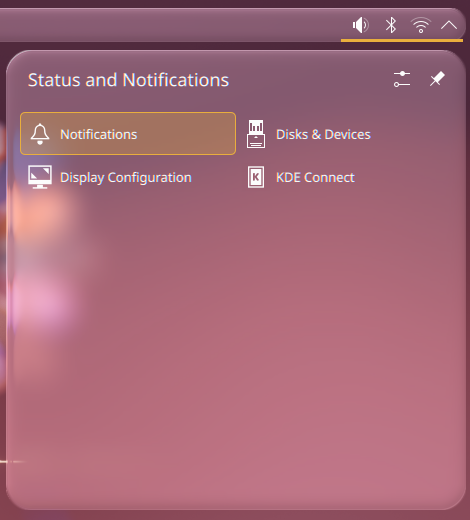 Status and Notifications
Notifications
Disks & Devices
Display Configuration
KDE Connect